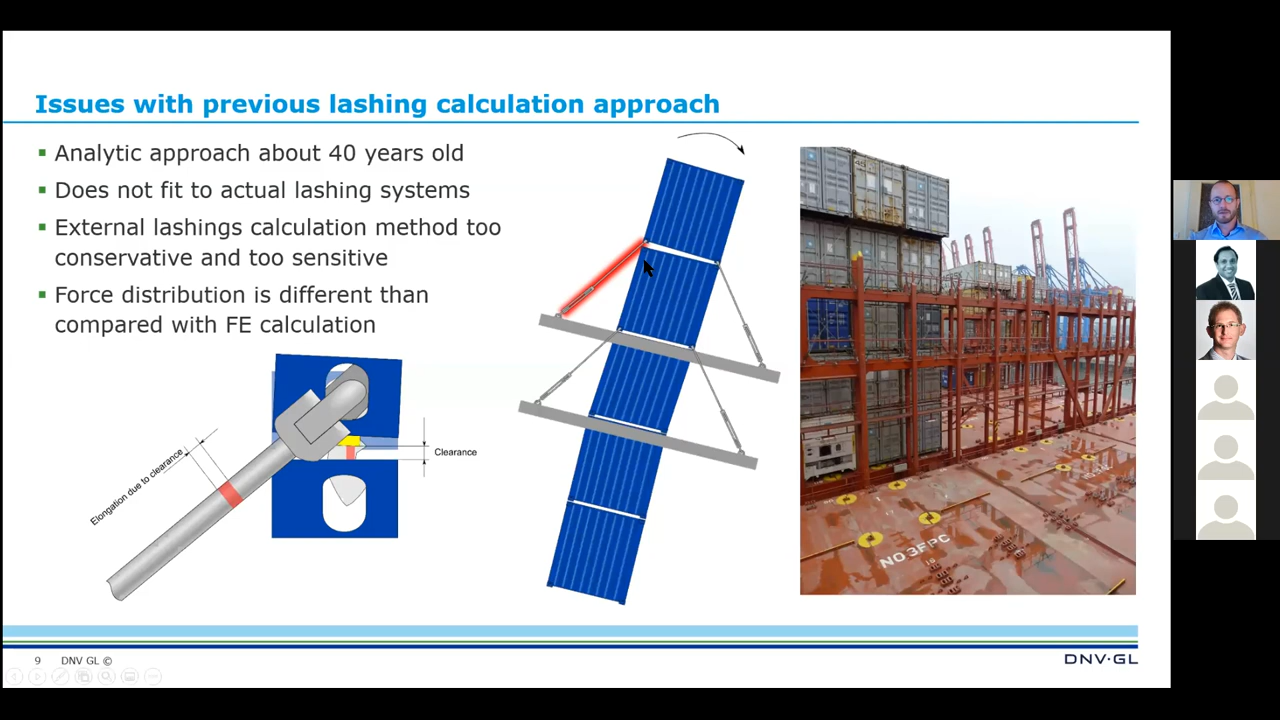 Issues with previous lashing calculation approach
Analytic approach about 40 years old
Does not fit to actual lashing systems
External lashings calculation method too
conservative and too sensitive
Force distribution is different than
compared with FE calculation
Elongation due to clearance
Clearance
NO3FPC
9 DNV GL ©
DNV·GL